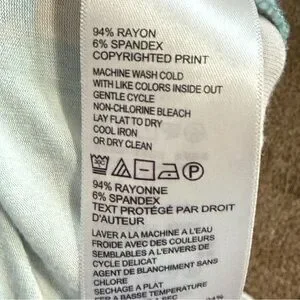 94% RAYON
6% SPANDEX
COPYRIGHTED PRINT
MACHINE WASH COLD
WITH LIKE COLORS INSIDE OUT
GENTLE CYCLE
NON-CHLORINE BLEACH
LAY FLAT TO DRY
COOL IRON
OR DRY CLEAN
P
94% RAYONNE
6% SPANDEX
TEXT PROTÉGÉ PAR DROIT
D'AUTEUR
LAVER A LA MACHINE A L'EAU
FROIDE AVEC DES COULEURS
SEMBLABLES A L'ENVERS DE
CYCLE DELICAT
AGENT DE BLANCHIMENT SANS
CHLORE
SECHAGE A PLAT
FER A BASSE TEMPERATURE